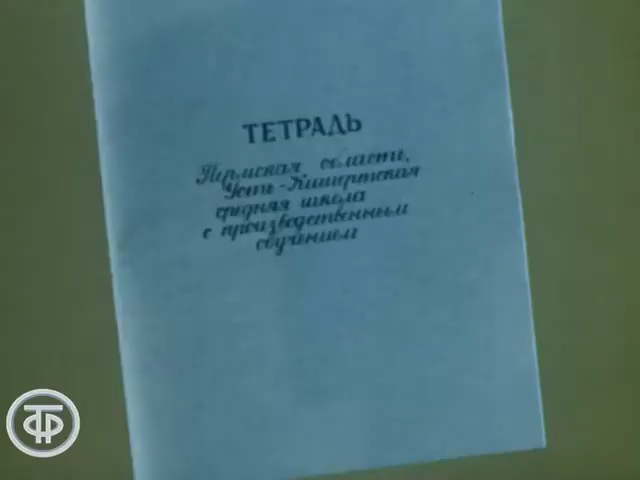 ТЕТРАДЬ
Пермская область,
Усть-Кишертская
средняя школа
с производственным
обучением